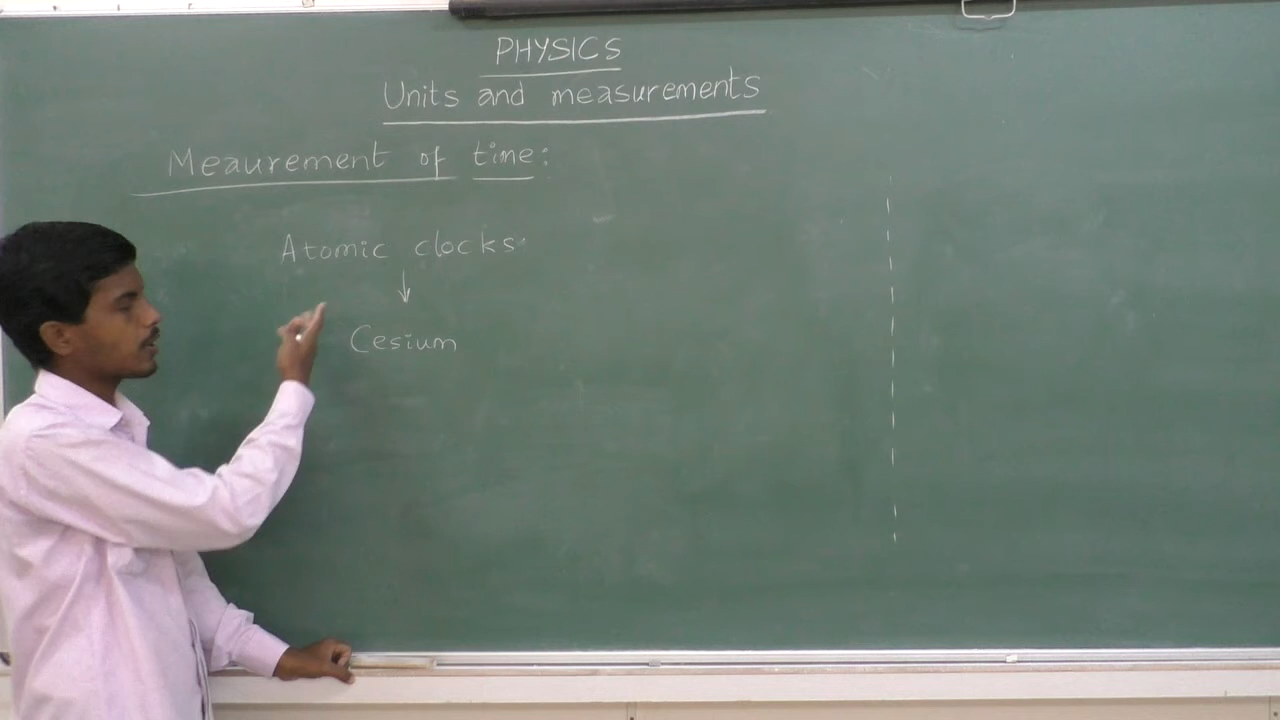 PHYSICS
Units and measurements
Meaurement of time:
Atomic clocks
↓
Cesium